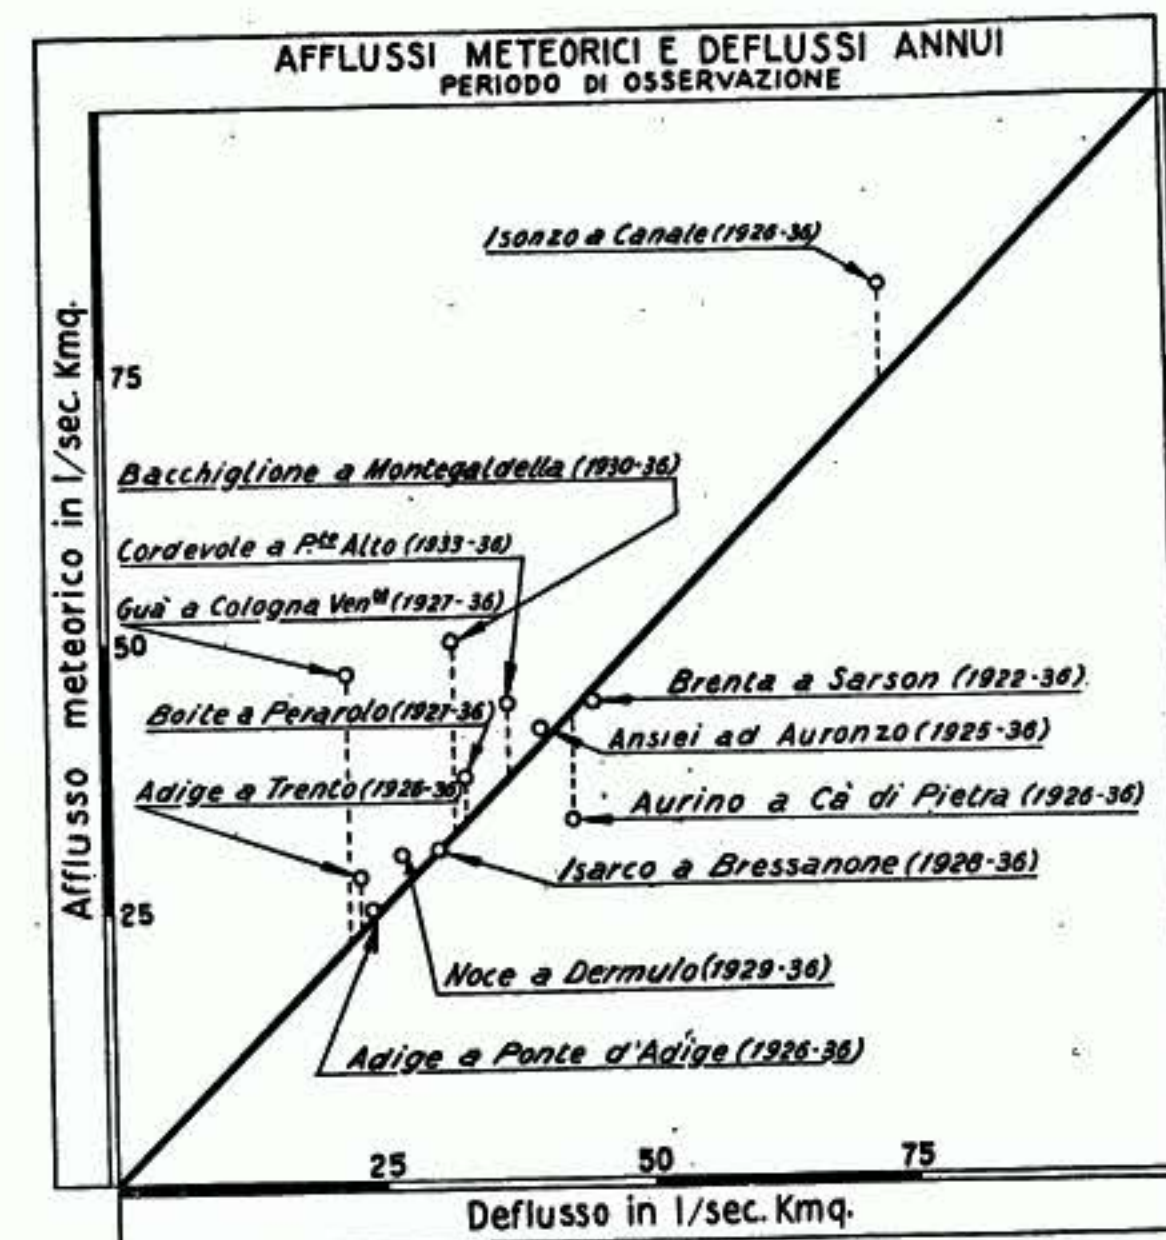 AFFLUSSI METEORICI E DEFLUSSI ANNUI
PERIODO DI OSSERVAZIONE
Isonzo a Canale (1926-36)
75
Bacchiglione a Montegaldella (1930-36)
Cordevole a P.te Alto (1933-36)
Guà a Cologna Ven.ta (1927-36)
50
Brenta a Sarson (1922-36).
Boite a Perarolo (1927-36)
Ansiei ad Auronzo (1925-36)
Adige a Trento (1926-36)
Aurino a Cà di Pietra (1926-36)
Isarco a Bressanone (1928-36)
25
Noce a Dermulo (1929-36)
Adige a Ponte d'Adige (1926-36)
25 50 75
Deflusso in l/sec. Kmq.
Afflusso meteorico in l/sec. Kmq.